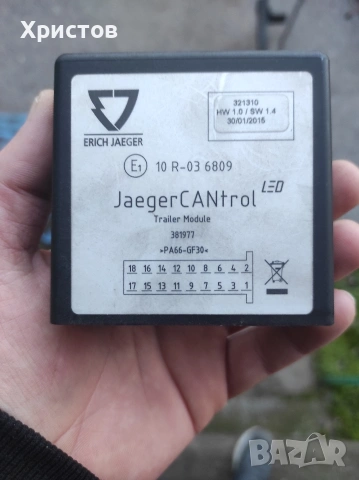 Христов
ERICH JAEGER
321310
HW 1.0 / SW 1.4
30/01/2015
E1 10 R-03 6809
JaegerCANtrol LED
Trailer Module
381977
>PA66-GF30<
18 16 14 12 10 8 6 4 2
17 15 13 11 9 7 5 3 1
BAZAR